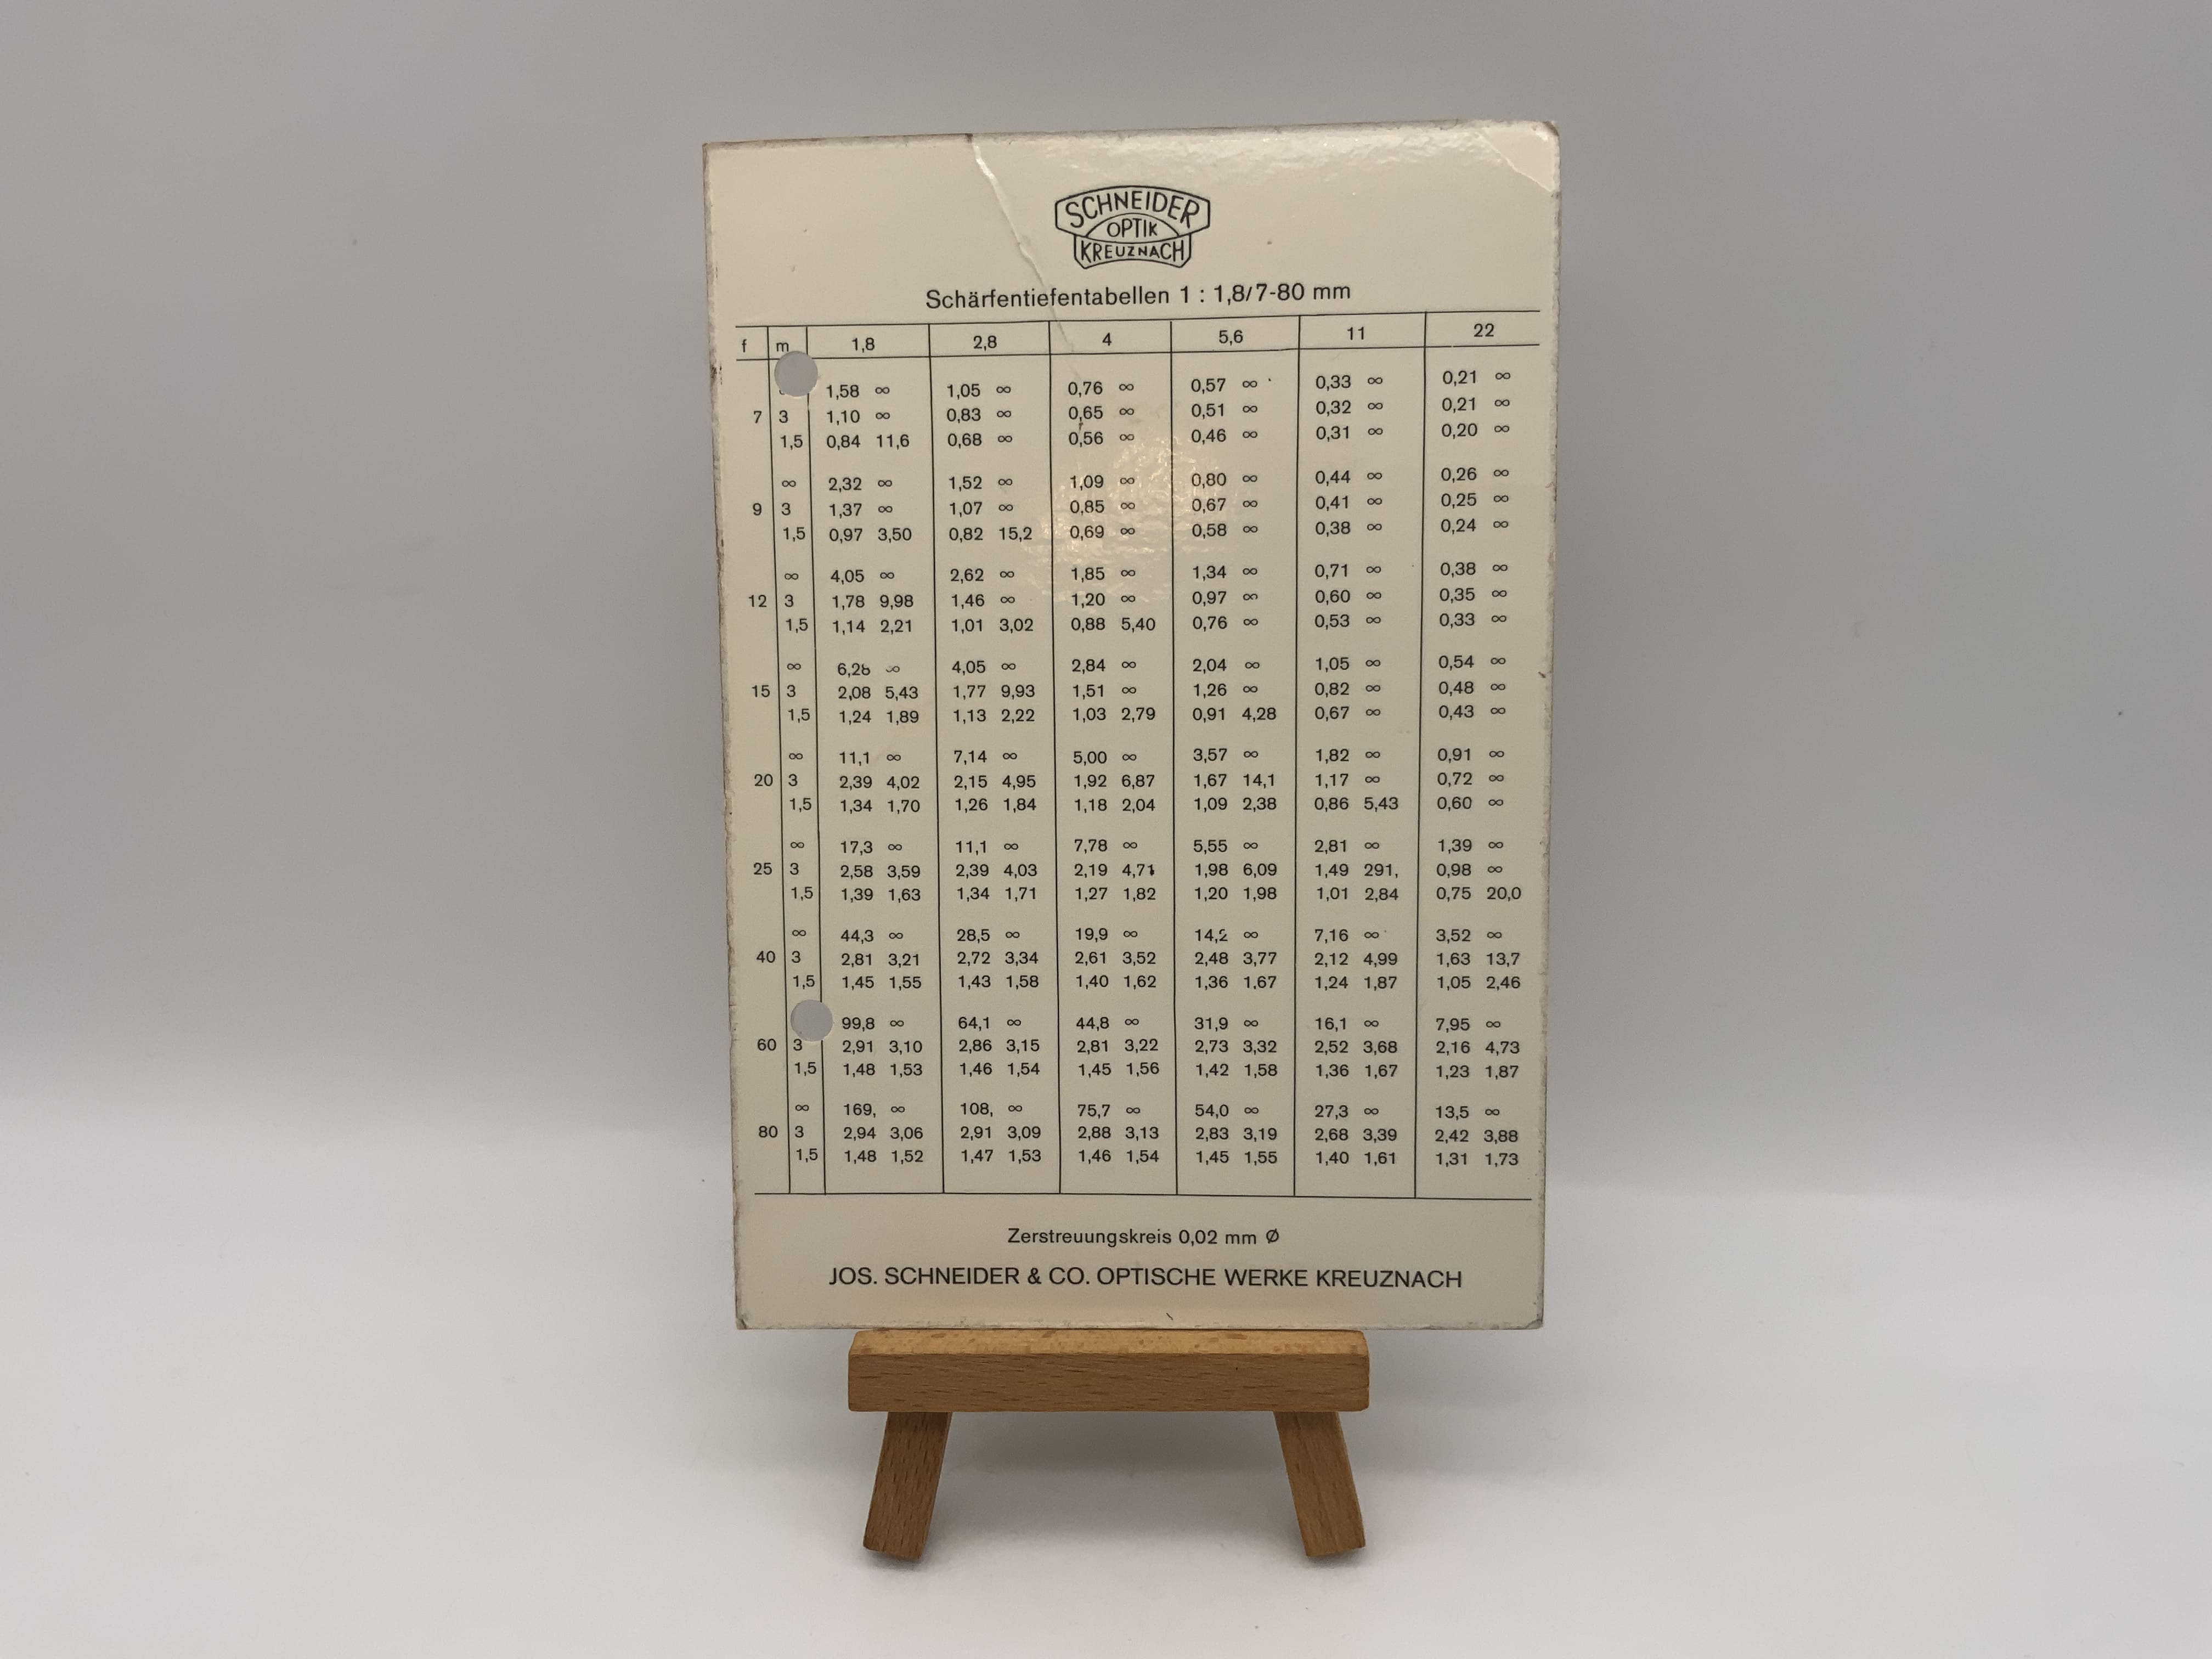 SCHNEIDER
OPTIK
KREUZNACH
Schärfentiefentabellen 1 : 1,8/7-80 mm
f m 1,8 2,8 4 5,6 11 22
1,58 ∞ 1,05 ∞ 0,76 ∞ 0,57 ∞ 0,33 ∞ 0,21 ∞
7 3 1,10 ∞ 0,83 ∞ 0,65 ∞ 0,51 ∞ 0,32 ∞ 0,21 ∞
1,5 0,84 11,6 0,68 ∞ 0,56 ∞ 0,46 ∞ 0,31 ∞ 0,20 ∞
∞ 2,32 ∞ 1,52 ∞ 1,09 ∞ 0,80 ∞ 0,44 ∞ 0,26 ∞
9 3 1,37 ∞ 1,07 ∞ 0,85 ∞ 0,67 ∞ 0,41 ∞ 0,25 ∞
1,5 0,97 3,50 0,82 15,2 0,69 ∞ 0,58 ∞ 0,38 ∞ 0,24 ∞
∞ 4,05 ∞ 2,62 ∞ 1,85 ∞ 1,34 ∞ 0,71 ∞ 0,38 ∞
12 3 1,78 9,98 1,46 ∞ 1,20 ∞ 0,97 ∞ 0,60 ∞ 0,35 ∞
1,5 1,14 2,21 1,01 3,02 0,88 5,40 0,76 ∞ 0,53 ∞ 0,33 ∞
∞ 6,28 ∞ 4,05 ∞ 2,84 ∞ 2,04 ∞ 1,05 ∞ 0,54 ∞
15 3 2,08 5,43 1,77 9,93 1,51 ∞ 1,26 ∞ 0,82 ∞ 0,48 ∞
1,5 1,24 1,89 1,13 2,22 1,03 2,79 0,91 4,28 0,67 ∞ 0,43 ∞
∞ 11,1 ∞ 7,14 ∞ 5,00 ∞ 3,57 ∞ 1,82 ∞ 0,91 ∞
20 3 2,39 4,02 2,15 4,95 1,92 6,87 1,67 14,1 1,17 ∞ 0,72 ∞
1,5 1,34 1,70 1,26 1,84 1,18 2,04 1,09 2,38 0,86 5,43 0,60 ∞
∞ 17,3 ∞ 11,1 ∞ 7,78 ∞ 5,55 ∞ 2,81 ∞ 1,39 ∞
25 3 2,58 3,59 2,39 4,03 2,19 4,71 1,98 6,09 1,49 291, 0,98 ∞
1,5 1,39 1,63 1,34 1,71 1,27 1,82 1,20 1,98 1,01 2,84 0,75 20,0
∞ 44,3 ∞ 28,5 ∞ 19,9 ∞ 14,2 ∞ 7,16 ∞ 3,52 ∞
40 3 2,81 3,21 2,72 3,34 2,61 3,52 2,48 3,77 2,12 4,99 1,63 13,7
1,5 1,45 1,55 1,43 1,58 1,40 1,62 1,36 1,67 1,24 1,87 1,05 2,46
99,8 ∞ 64,1 ∞ 44,8 ∞ 31,9 ∞ 16,1 ∞ 7,95 ∞
60 3 2,91 3,10 2,86 3,15 2,81 3,22 2,73 3,32 2,52 3,68 2,16 4,73
1,5 1,48 1,53 1,46 1,54 1,45 1,56 1,42 1,58 1,36 1,67 1,23 1,87
∞ 169, ∞ 108, ∞ 75,7 ∞ 54,0 ∞ 27,3 ∞ 13,5 ∞
80 3 2,94 3,06 2,91 3,09 2,88 3,13 2,83 3,19 2,68 3,39 2,42 3,88
1,5 1,48 1,52 1,47 1,53 1,46 1,54 1,45 1,55 1,40 1,61 1,31 1,73
Zerstreuungskreis 0,02 mm Ø
JOS. SCHNEIDER & CO. OPTISCHE WERKE KREUZNACH